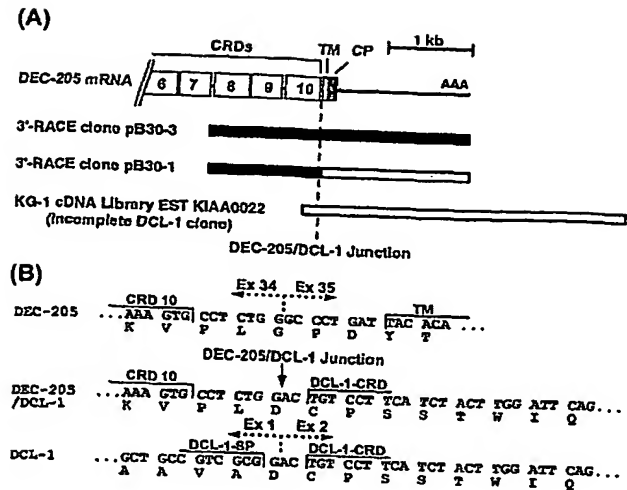 (A)
CRDs TM CP 1 kb
DEC-205 mRNA 6 7 8 9 10 AAA
3'-RACE clono pB30-3
3'-RACE clono pB30-1
KG-1 cDNA Library EST KIAA0022
(Incomplete DCL-1 clone)
DEC-205/DCL-1 Junction
(B)
Ex 34 Ex 35
CRD 10 TM
DEC-205 ...AAA GTG CCT CTG GGC CCT GAT TAC ACA ...
K V P L G P D Y T
DEC-205/DCL-1 Junction
CRD 10 DCL-1-CRD
DEC-205 /DCL-1 ...AAA GTG CCT CTG GAC TGT CCT TCA TCT ACT TGG ATT CAG...
K V P L D C P S S T W I Q
Ex 1 Ex 2
DCL-1-SP DCL-1-CRD
DCL-1 ...GCT GCC GTC GCG GAC TGT CCT TCA TCT ACT TGG ATT CAG...
A A V A D C P S S T W I Q